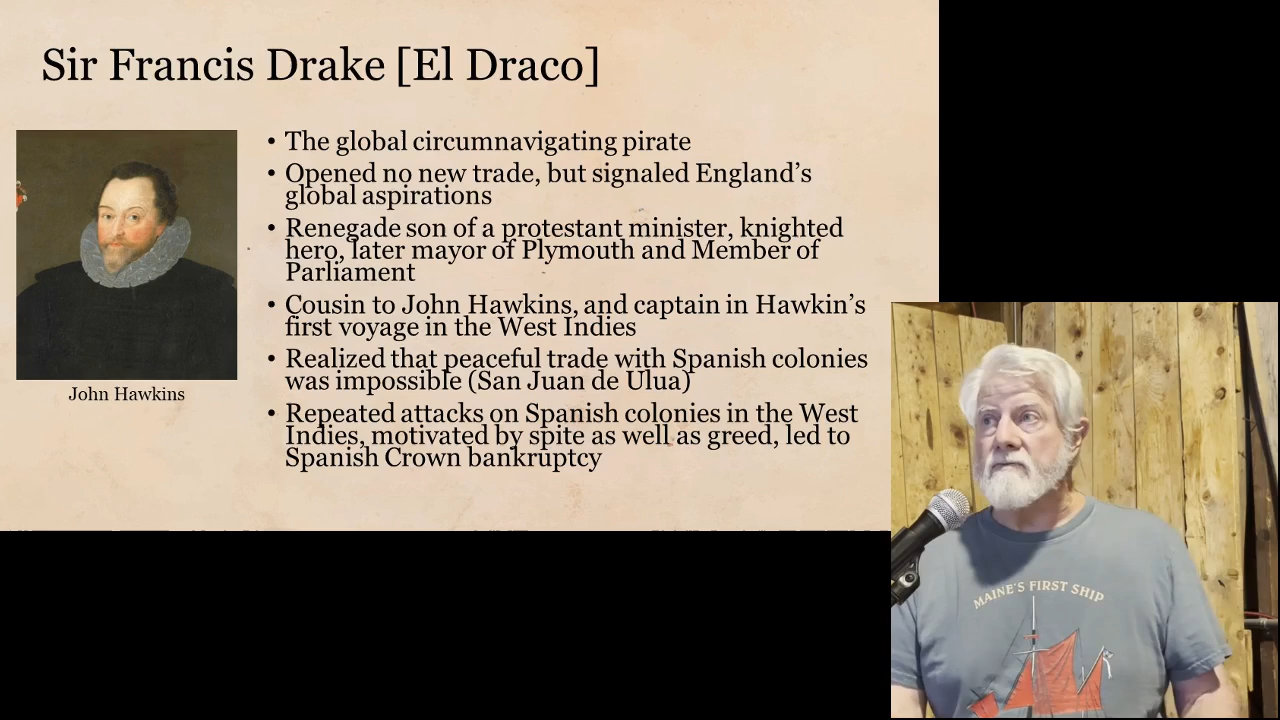 Sir Francis Drake [El Draco]
• The global circumnavigating pirate
• Opened no new trade, but signaled England’s
global aspirations
• Renegade son of a protestant minister, knighted
hero, later mayor of Plymouth and Member of
Parliament
• Cousin to John Hawkins, and captain in Hawkin’s
first voyage in the West Indies
• Realized that peaceful trade with Spanish colonies
was impossible (San Juan de Ulua)
• Repeated attacks on Spanish colonies in the West
Indies, motivated by spite as well as greed, led to
Spanish Crown bankruptcy
John Hawkins
MAINE'S FIRST SHIP